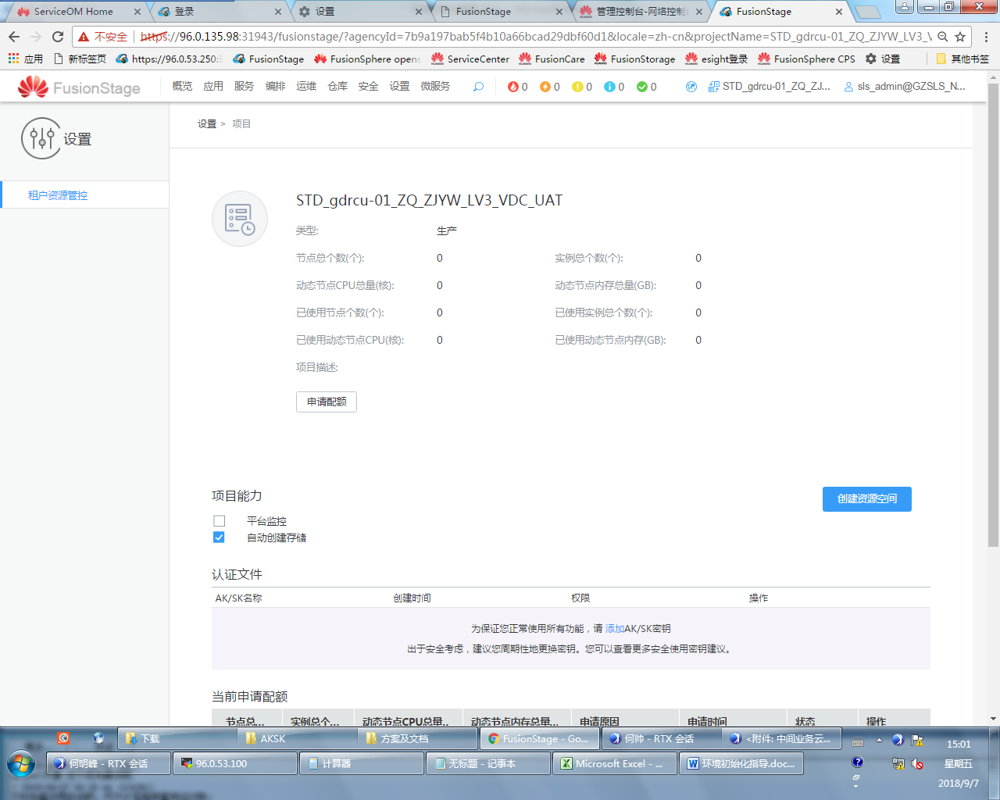 ServiceOM Home
登录
设置
FusionStage
管理控制台-网络控制
FusionStage
不安全 https://96.0.135.98:31943/fusionstage/?agencyId=7b9a197bab5f4b10a66bcad29dbf60d1&locale=zh-cn&projectName=STD_gdrcu-01_ZQ_ZJYW_LV3_V
应用 新标签页 https://96.0.53.250: FusionStage FusionSphere opens ServiceCenter FusionCare FusionStorage esight登录 FusionSphere CPS 设置 其他书签
HUAWEI FusionStage 概览 应用 服务 编排 运维 仓库 安全 设置 微服务 0 0 0 0 0 STD_gdrcu-01_ZQ_ZJ... sls_admin@GZSLS_N...
设置
租户资源管控
设置 > 项目
STD_gdrcu-01_ZQ_ZJYW_LV3_VDC_UAT
类型: 生产
节点总个数(个): 0 实例总个数(个): 0
动态节点CPU总量(核): 0 动态节点内存总量(GB): 0
已使用节点个数(个): 0 已使用实例总个数(个): 0
已使用动态节点CPU(核): 0 已使用动态节点内存(GB): 0
项目描述:
申请配额
项目能力 创建资源空间
平台监控
自动创建存储
认证文件
AK/SK名称 创建时间 权限 操作
为保证您正常使用所有功能，请 添加AK/SK密钥
出于安全考虑，建议您周期性地更换密钥。您可以查看更多安全使用密钥建议。
当前申请配额
节点总... 实例总个... 动态节点CPU总量... 动态节点内存总量... 申请原因 申请时间 状态 操作
下载 AKSK 方案及文档 FusionStage - Go... 何帅 - RTX 会话 <附件: 中间业务云...
何明峰 - RTX 会话 96.0.53.100 计算器 无标题 - 记事本 Microsoft Excel - ... 环境初始化指导.doc...
15:01
星期五
2018/9/7